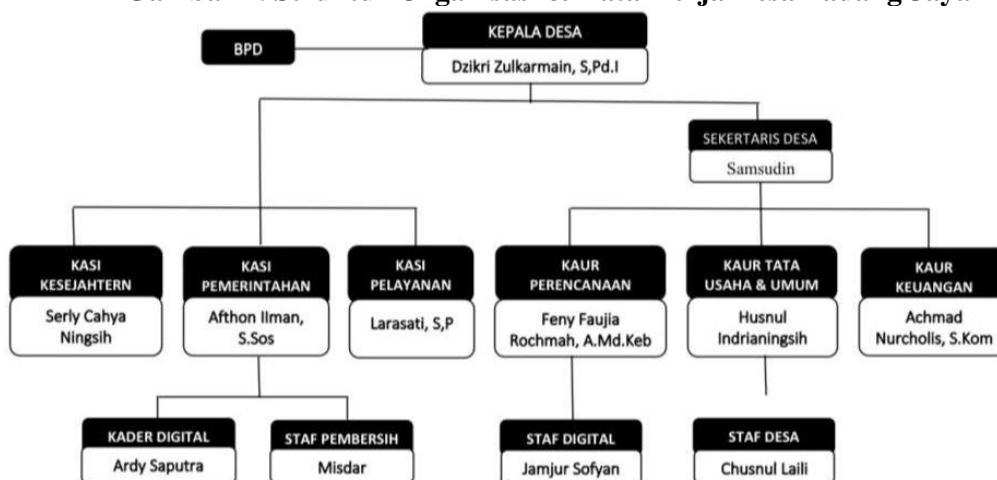 BPD
KEPALA DESA
Dzikri Zulkarmain, S,Pd.I
SEKERTARIS DESA
Samsudin
KASI
KESEJAHTERN
Serly Cahya
Ningsih
KASI
PEMERINTAHAN
Afthon Ilman,
S.Sos
KASI
PELAYANAN
Larasati, S,P
KAUR
PERENCANAAN
Feny Faujia
Rochmah, A.Md.Keb
KAUR TATA
USAHA & UMUM
Husnul
Indrianingsih
KAUR
KEUANGAN
Achmad
Nurcholis, S.Kom
KADER DIGITAL
Ardy Saputra
STAF PEMBERSIH
Misdar
STAF DIGITAL
Jamjur Sofyan
STAF DESA
Chusnul Laili